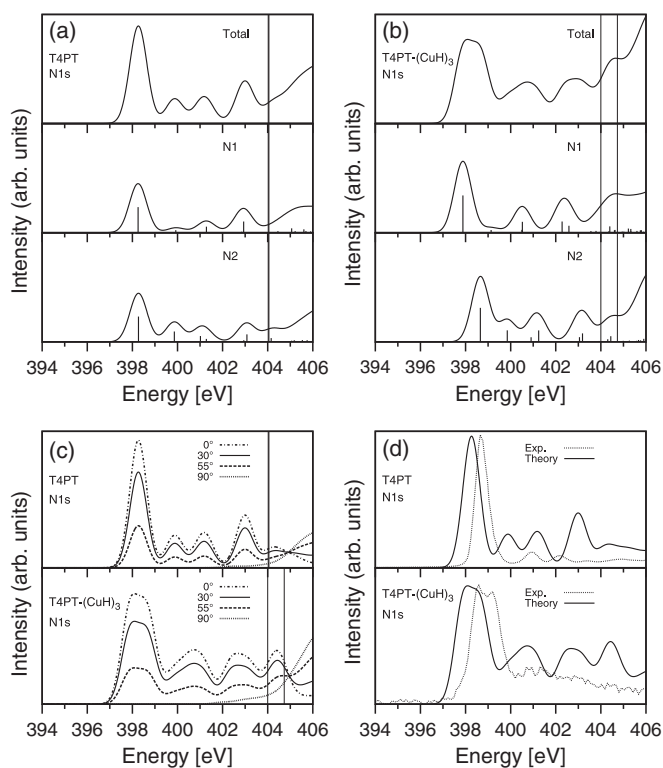 (a)
Total
T4PT
N1s
N1
N2
Intensity (arb. units)
394 396 398 400 402 404 406
Energy [eV]
(b)
Total
T4PT-(CuH)3
N1s
N1
N2
Intensity (arb. units)
394 396 398 400 402 404 406
Energy [eV]
(c)
0°
30°
55°
90°
T4PT
N1s
T4PT-(CuH)3
N1s
0°
30°
55°
90°
Intensity (arb. units)
394 396 398 400 402 404 406
Energy [eV]
(d)
Exp.
Theory
T4PT
N1s
T4PT-(CuH)3
N1s
Exp.
Theory
Intensity (arb. units)
394 396 398 400 402 404 406
Energy [eV]